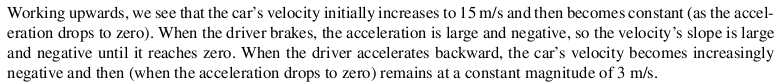 Working upwards, we see that the car's velocity initially increases to 15 m/s and then becomes constant (as the accel-
eration drops to zero). When the driver brakes, the acceleration is large and negative, so the velocity's slope is large
and negative until it reaches zero. When the driver accelerates backward, the car's velocity becomes increasingly
negative and then (when the acceleration drops to zero) remains at a constant magnitude of 3 m/s.